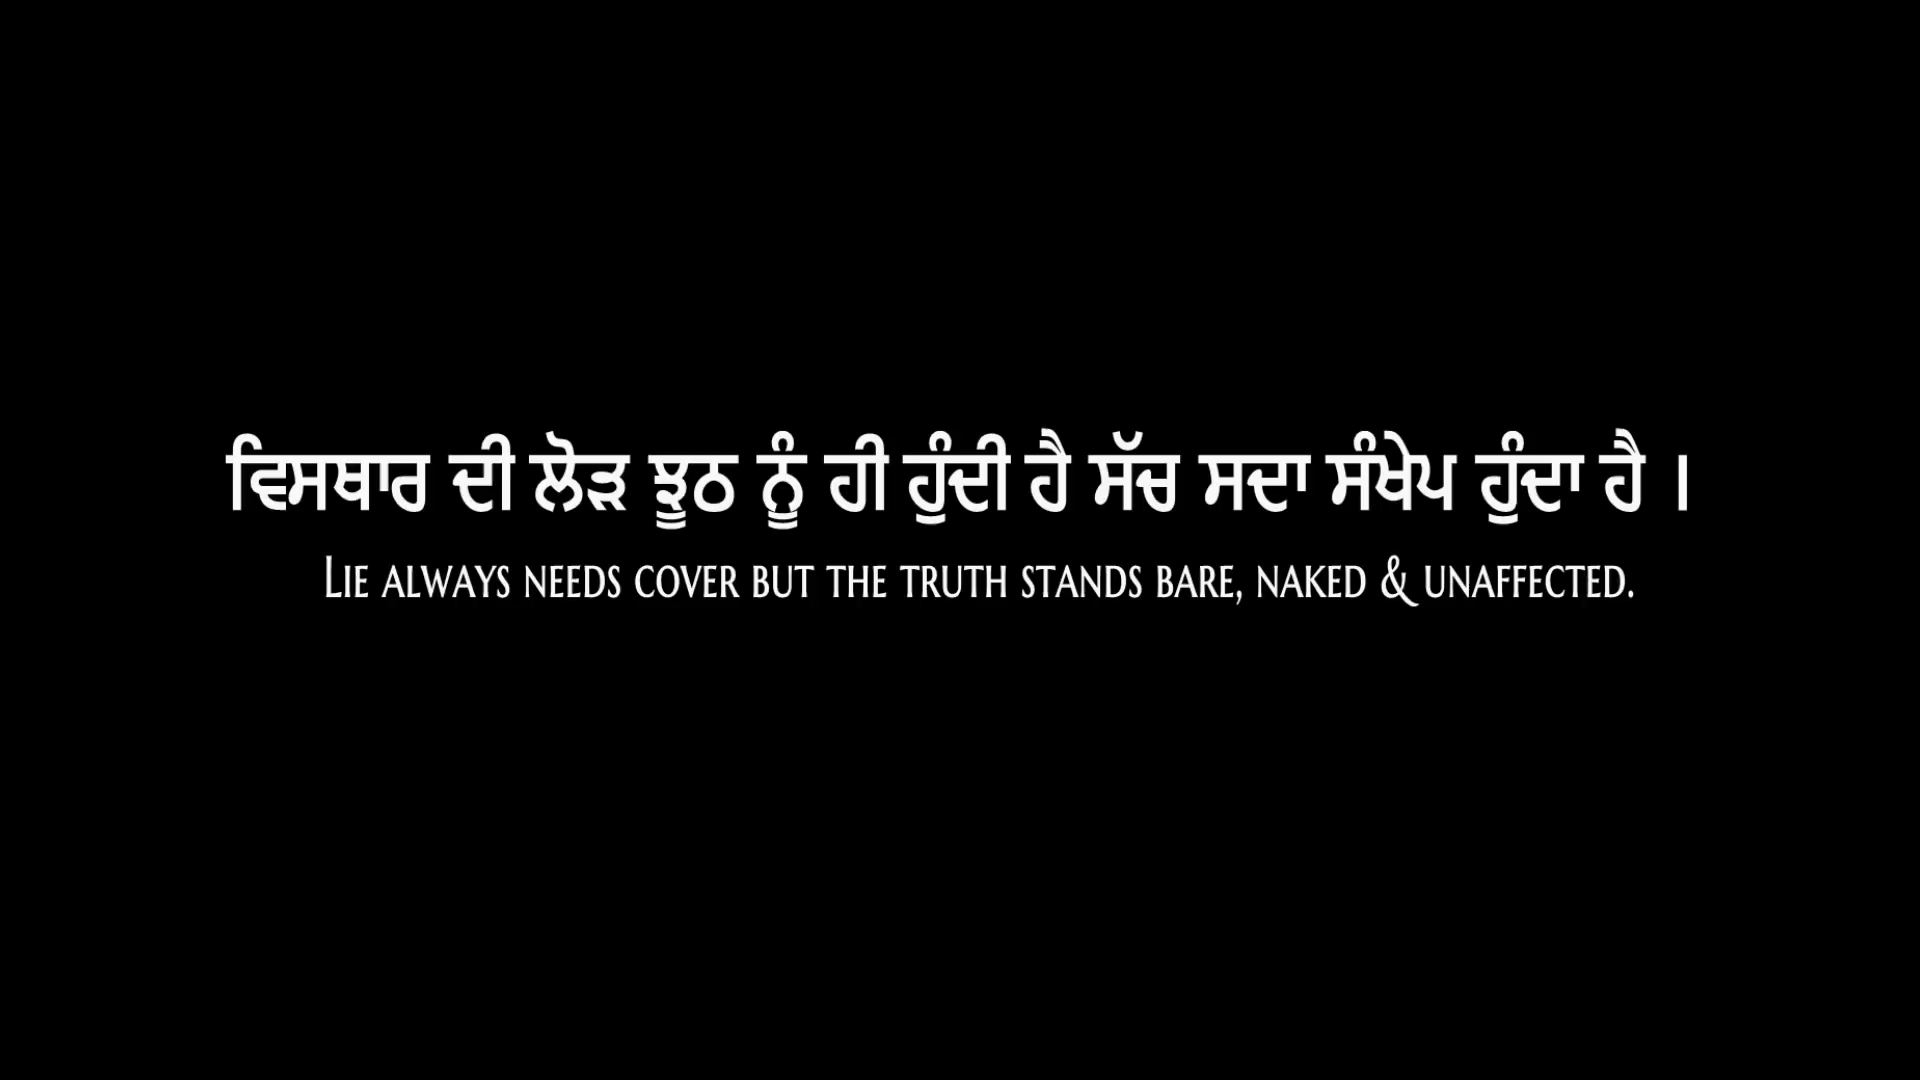 ਵਿਸਥਾਰ ਦੀ ਲੋੜ ਝੂਠ ਨੂੰ ਹੀ ਹੁੰਦੀ ਹੈ ਸੱਚ ਸਦਾ ਸੰਖੇਪ ਹੁੰਦਾ ਹੈ ।
Lie always needs cover but the truth stands bare, naked & unaffected.